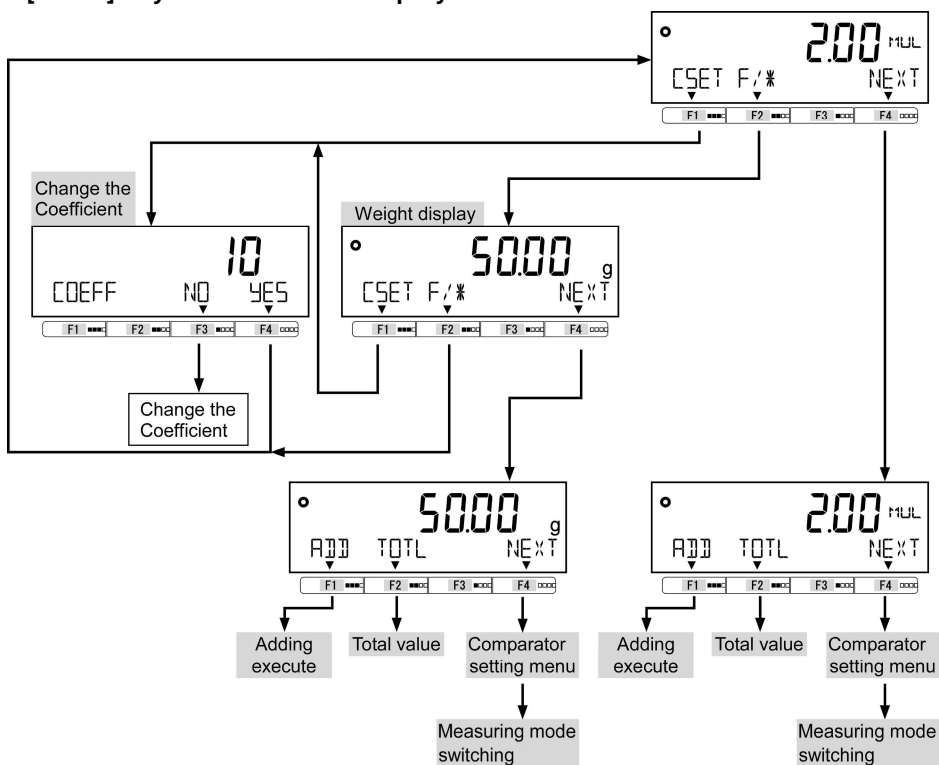 2.00 MUL
CSET F/* NEXT
F1 F2 F3 F4
Change the
Coefficient
10
COEFF NO YES
F1 F2 F3 F4
Weight display
50.00 g
CSET F/* NEXT
F1 F2 F3 F4
Change the
Coefficient
50.00 g
ADD TOTL NEXT
F1 F2 F3 F4
Adding
execute
Total value
Comparator
setting menu
Measuring mode
switching
2.00 MUL
ADD TOTL NEXT
F1 F2 F3 F4
Adding
execute
Total value
Comparator
setting menu
Measuring mode
switching